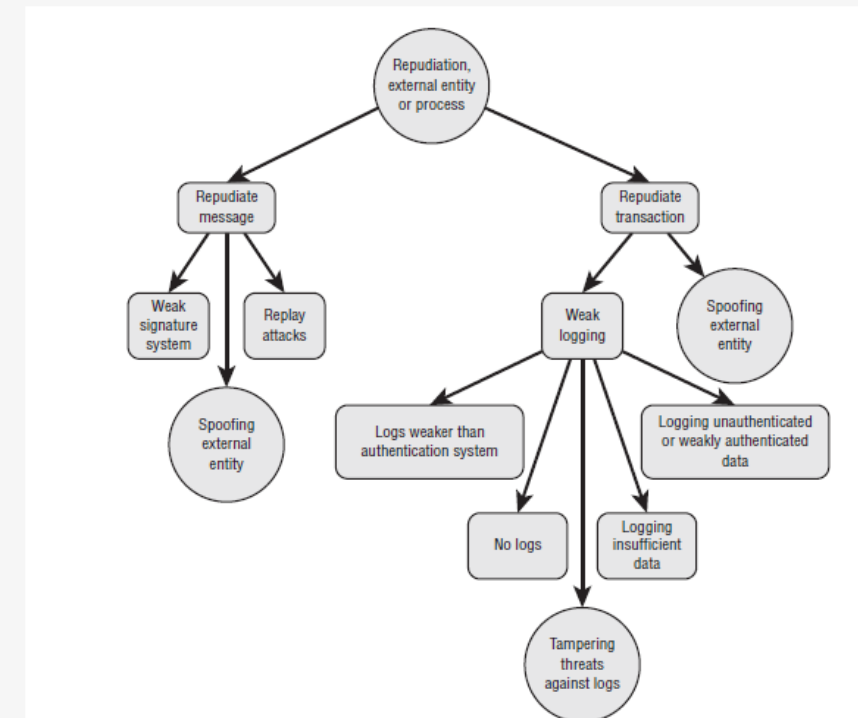 Repudiation,
external entity
or process
Repudiate
message
Repudiate
transaction
Weak
signature
system
Replay
attacks
Weak
logging
Spoofing
external
entity
Spoofing
external
entity
Logs weaker than
authentication system
Logging unauthenticated
or weakly authenticated
data
No logs
Logging
insufficient
data
Tampering
threats
against logs